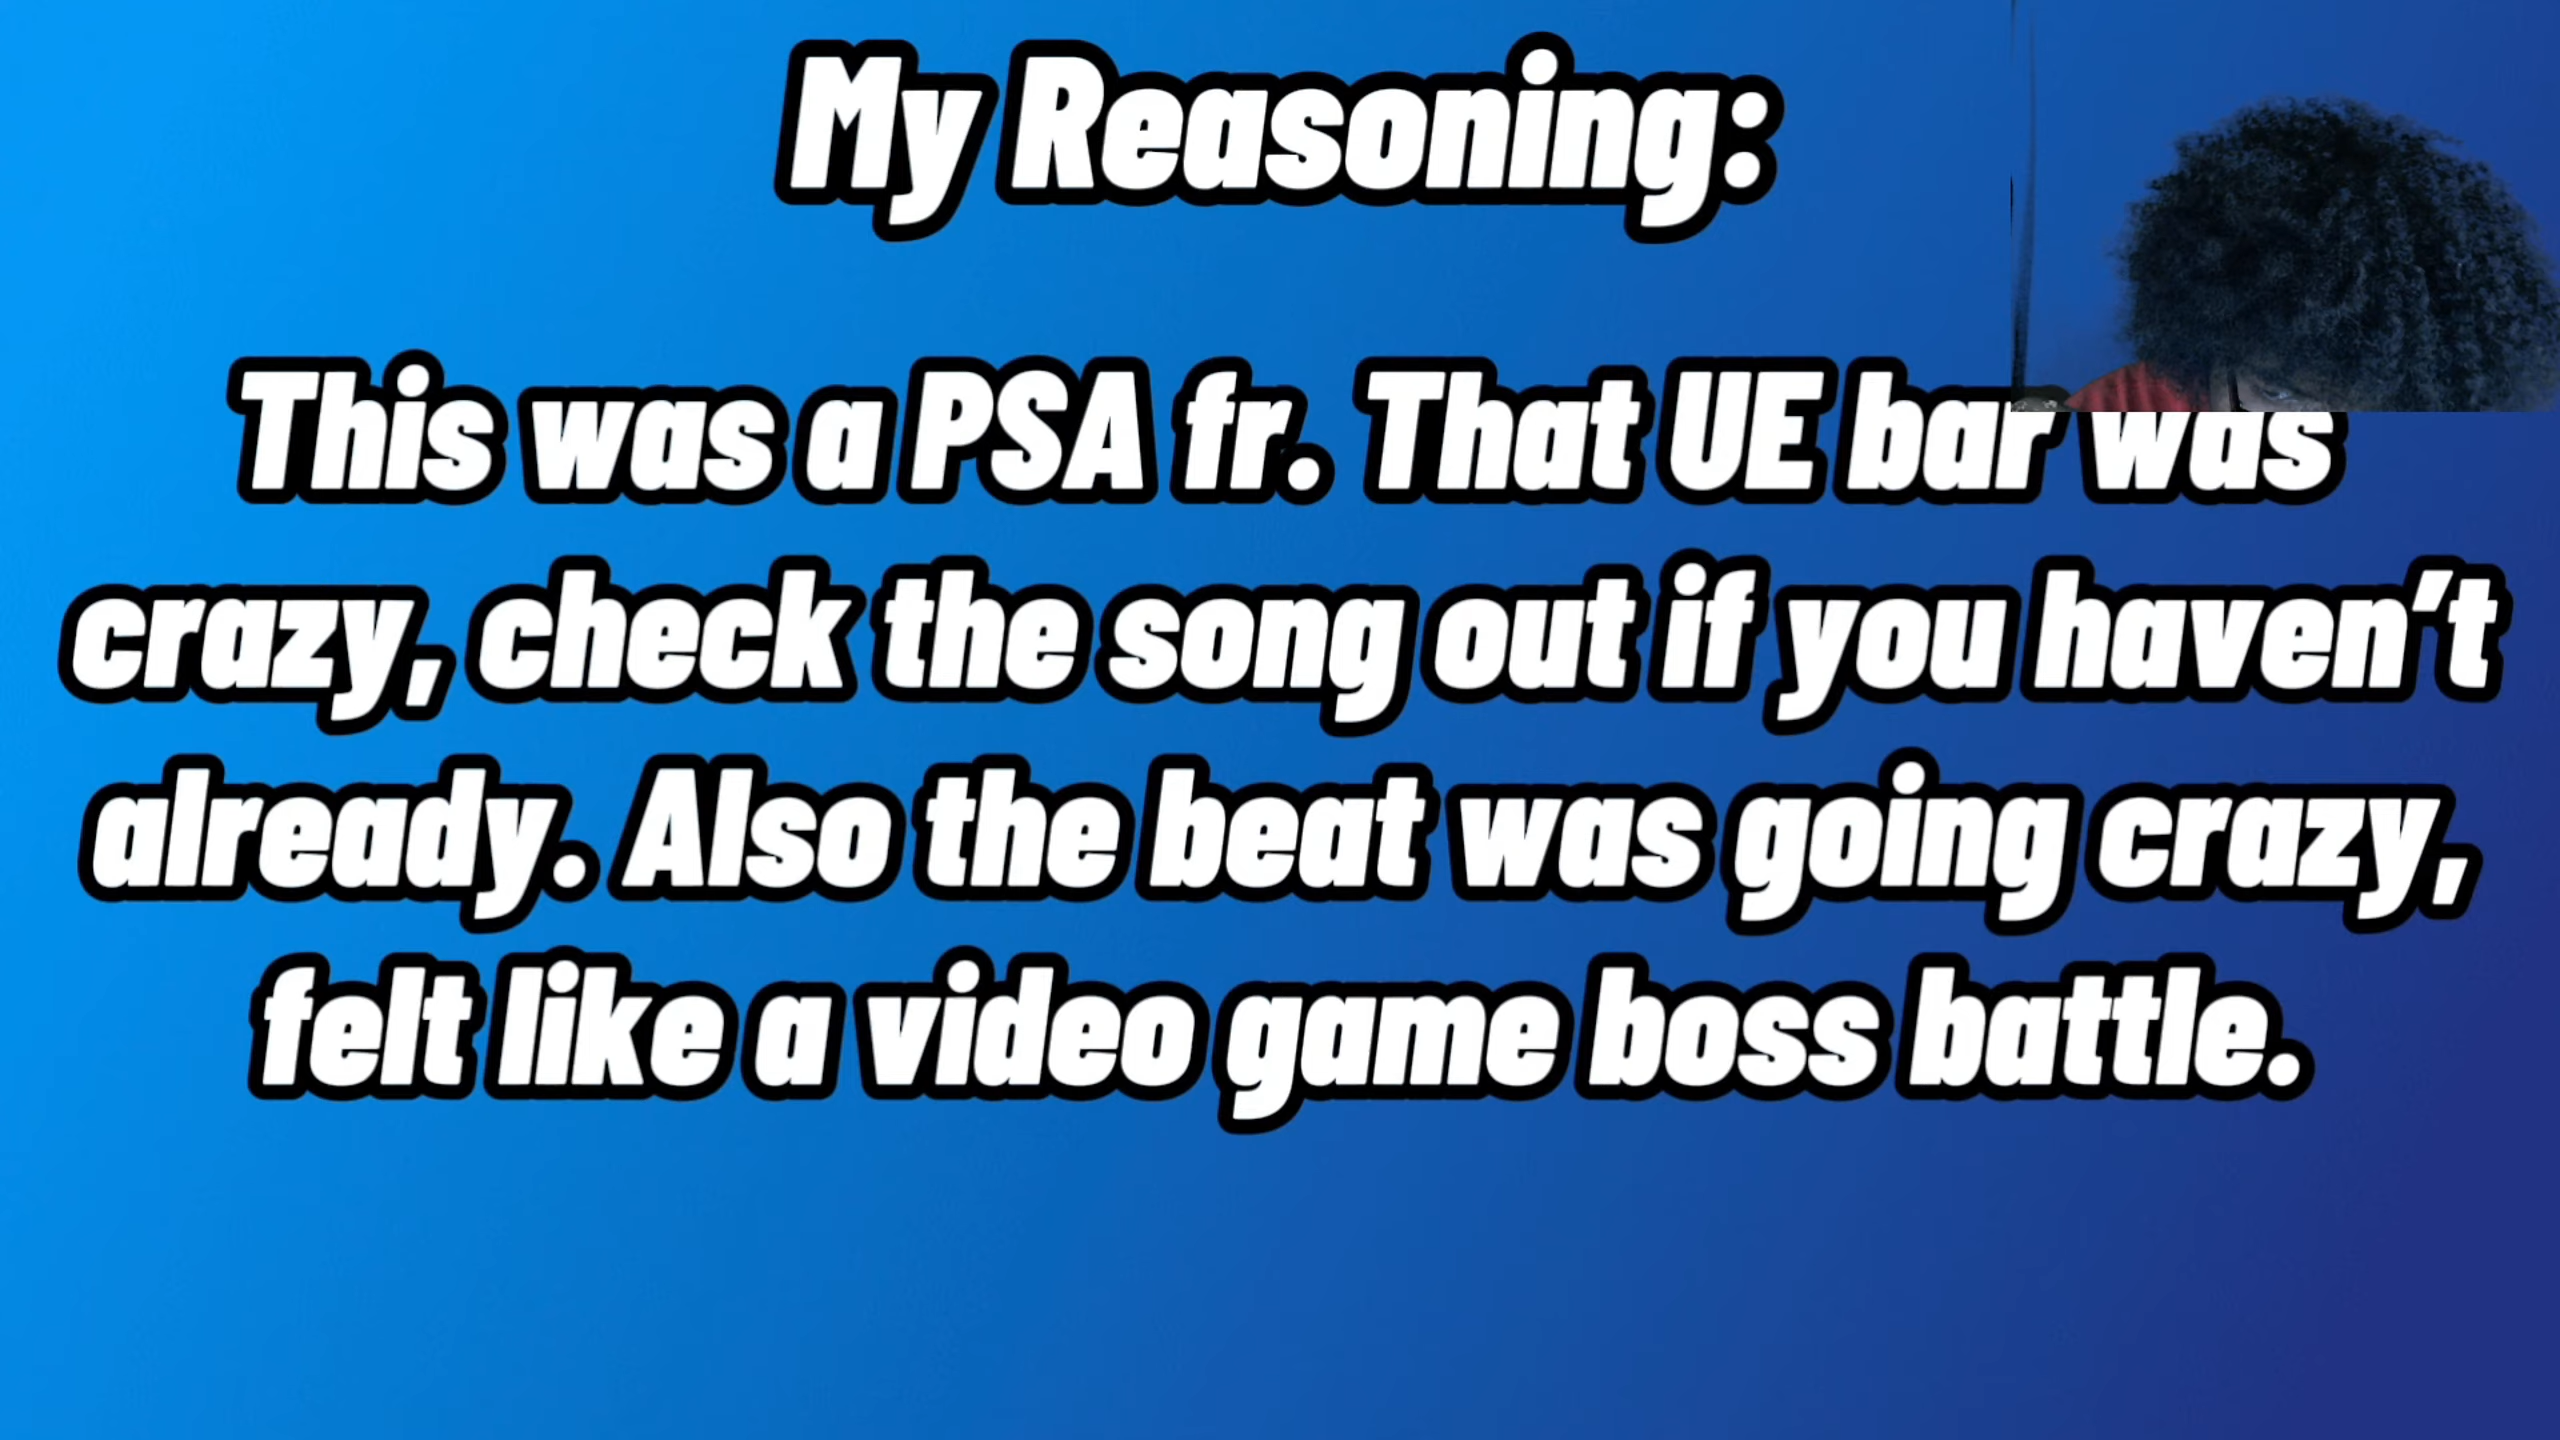 My Reasoning:
This was a PSA fr. That UE bar was
crazy, check the song out if you haven’t
already. Also the beat was going crazy,
felt like a video game boss battle.